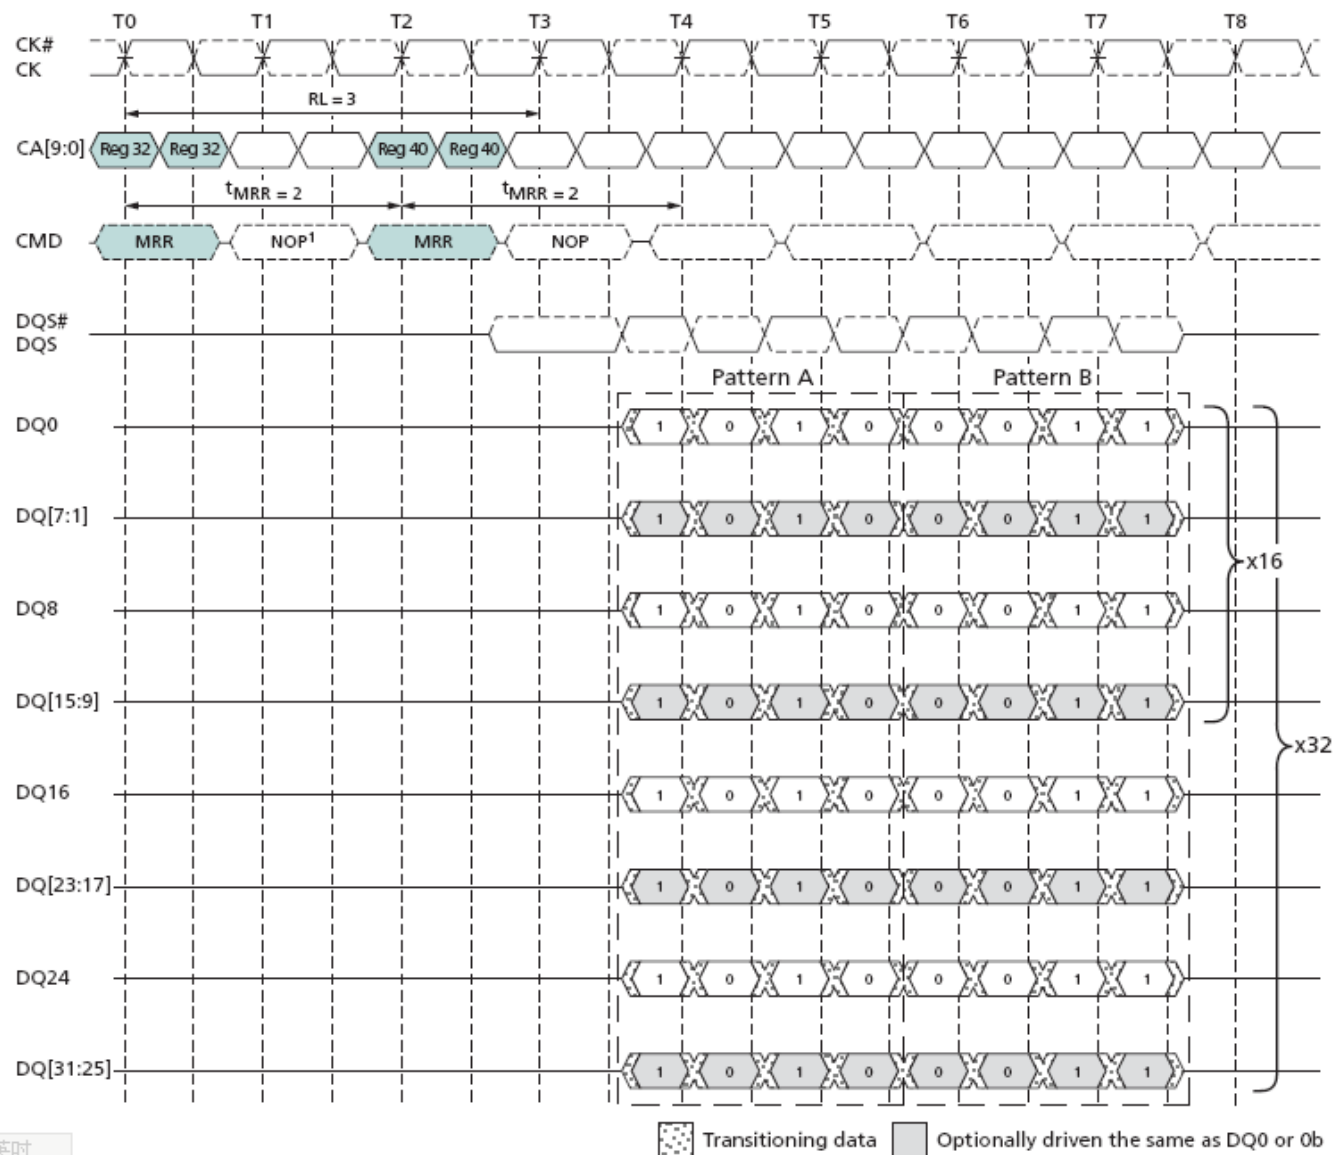 T0 T1 T2 T3 T4 T5 T6 T7 T8
CK#
CK
RL = 3
CA[9:0] Reg 32 Reg 32 Reg 40 Reg 40
tMRR = 2 tMRR = 2
CMD MRR NOP1 MRR NOP
DQS#
DQS
Pattern A Pattern B
DQ0 1 0 1 0 0 0 1 1
DQ[7:1] 1 0 1 0 0 0 1 1
x16
DQ8 1 0 1 0 0 0 1 1
DQ[15:9] 1 0 1 0 0 0 1 1
x32
DQ16 1 0 1 0 0 0 1 1
DQ[23:17] 1 0 1 0 0 0 1 1
DQ24 1 0 1 0 0 0 1 1
DQ[31:25] 1 0 1 0 0 0 1 1
Transitioning data Optionally driven the same as DQ0 or 0b